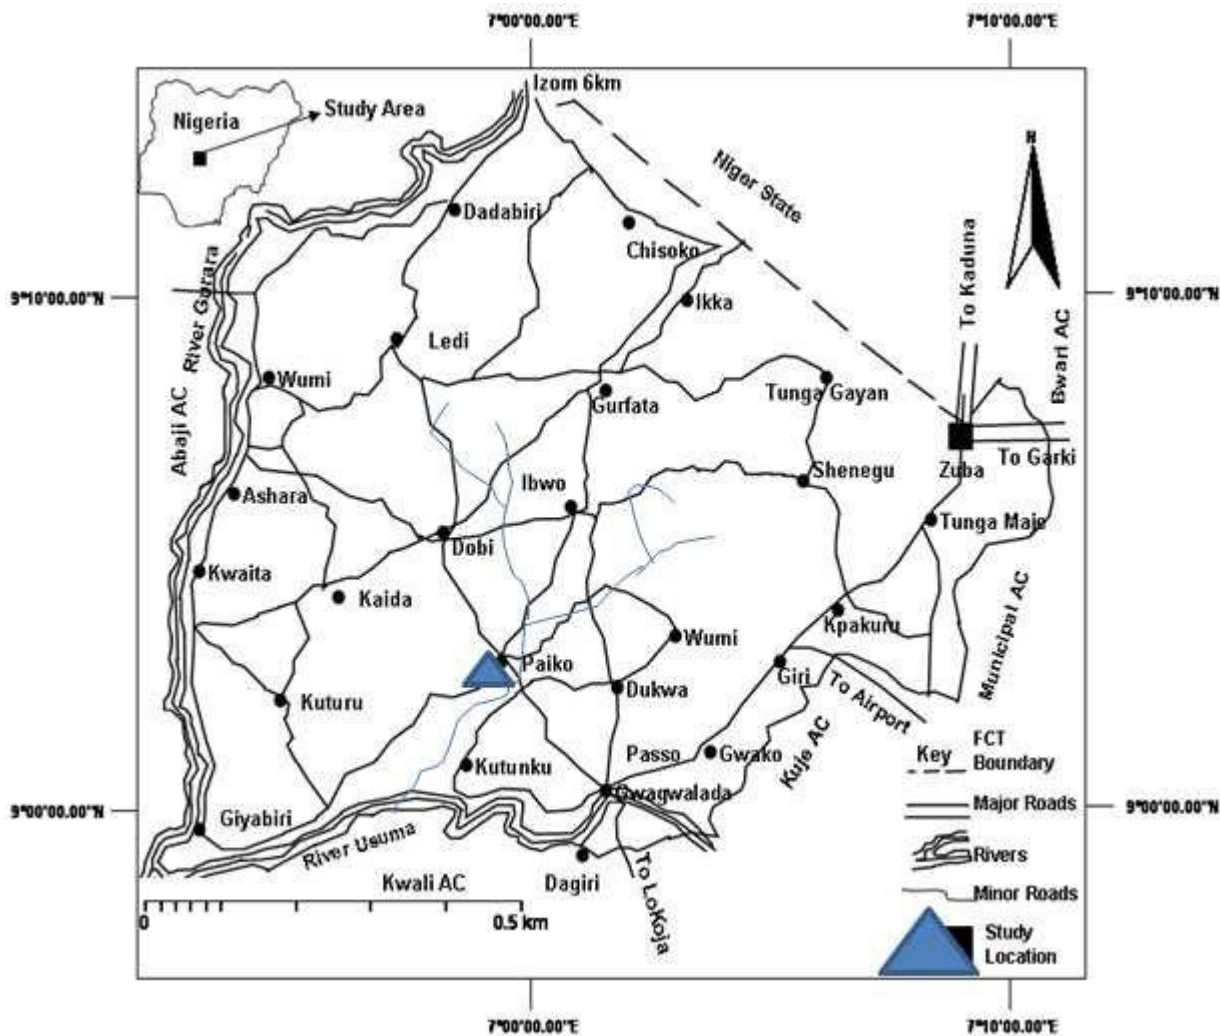 7°00'00.00"E
7°10'00.00"E
Izom 6km
Nigeria
Study Area
N
Niger State
Dadabiri
Chisoko
To Kaduna
Bwari AC
River Gurara
9°10'00.00"N
9°10'00.00"N
Ikka
Ledi
Wumi
Tunga Gayan
Gurfata
Abaji AC
To Garki
Zuba
Shenegu
Ibwo
Ashara
Tunga Maje
Dobi
Kwaita
Kaida
Kpakuru
Wumi
Municipal AC
Paiko
Giri
Dukwa
To Airport
Kuturu
Kuje AC
Passo
Gwako
Key
FCT
Boundary
Kutunku
Gwagwalada
Major Roads
9°00'00.00"N
9°00'00.00"N
Giyabiri
River Usuma
Rivers
Kwali AC
Dagiri
To LoKoja
Minor Roads
0
0.5 km
Study
Location
7°00'00.00"E
7°10'00.00"E